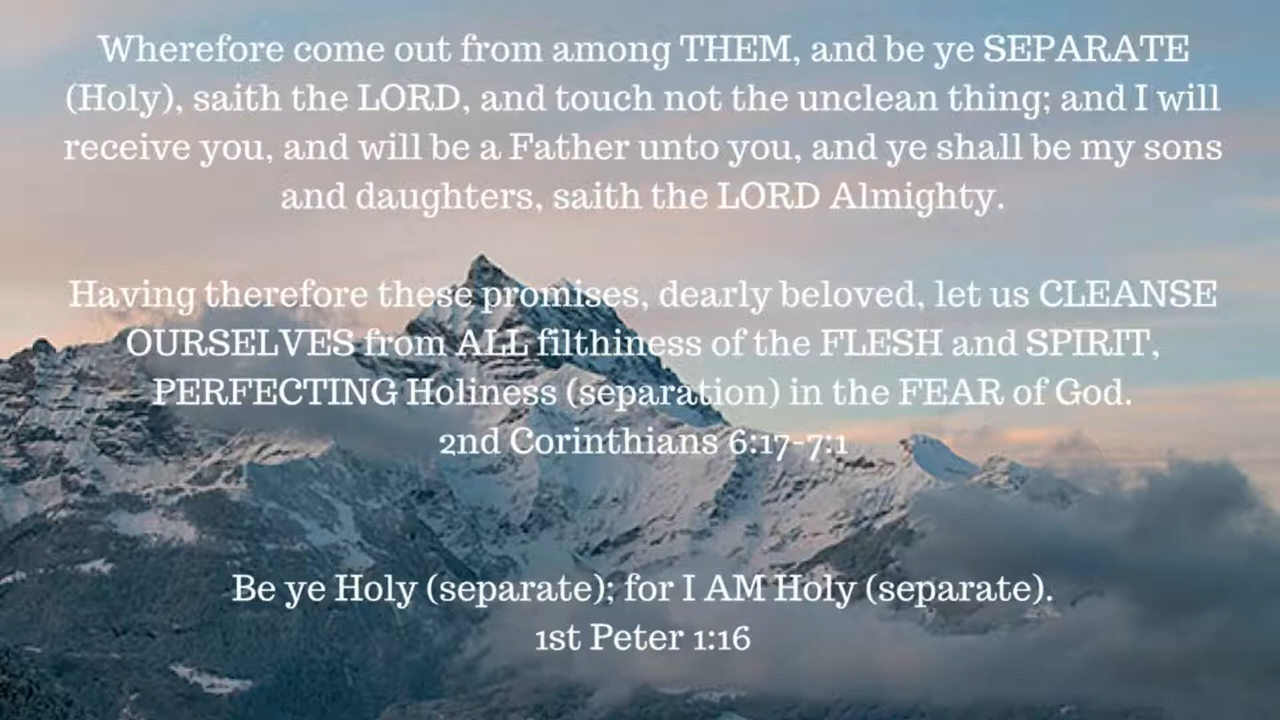 Wherefore come out from among THEM, and be ye SEPARATE
(Holy), saith the LORD, and touch not the unclean thing; and I will
receive you, and will be a Father unto you, and ye shall be my sons
and daughters, saith the LORD Almighty.
Having therefore these promises, dearly beloved, let us CLEANSE
OURSELVES from ALL filthiness of the FLESH and SPIRIT,
PERFECTING Holiness (separation) in the FEAR of God.
2nd Corinthians 6:17-7:1
Be ye Holy (separate); for I AM Holy (separate).
1st Peter 1:16